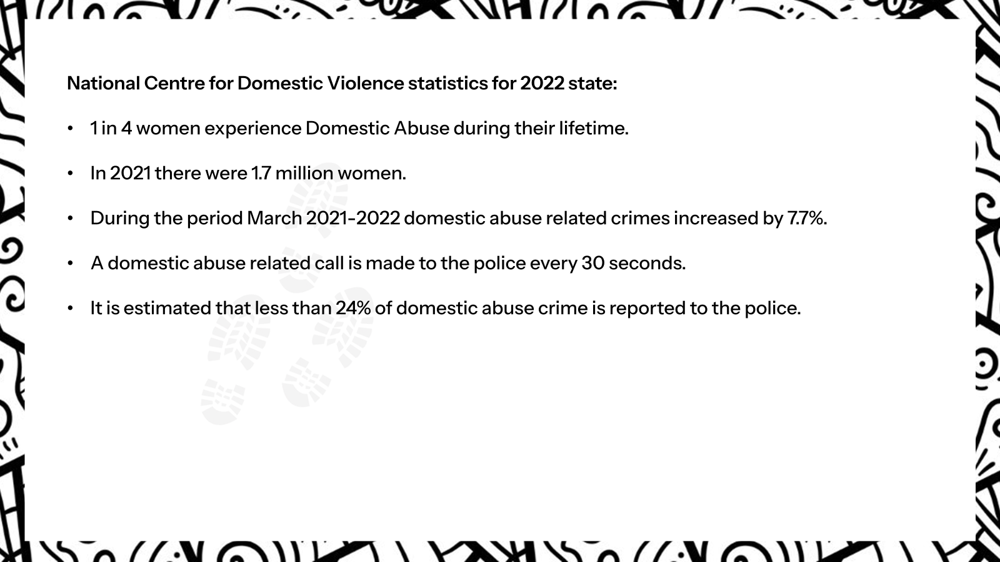 National Centre for Domestic Violence statistics for 2022 state:
• 1 in 4 women experience Domestic Abuse during their lifetime.
• In 2021 there were 1.7 million women.
• During the period March 2021-2022 domestic abuse related crimes increased by 7.7%.
• A domestic abuse related call is made to the police every 30 seconds.
• It is estimated that less than 24% of domestic abuse crime is reported to the police.